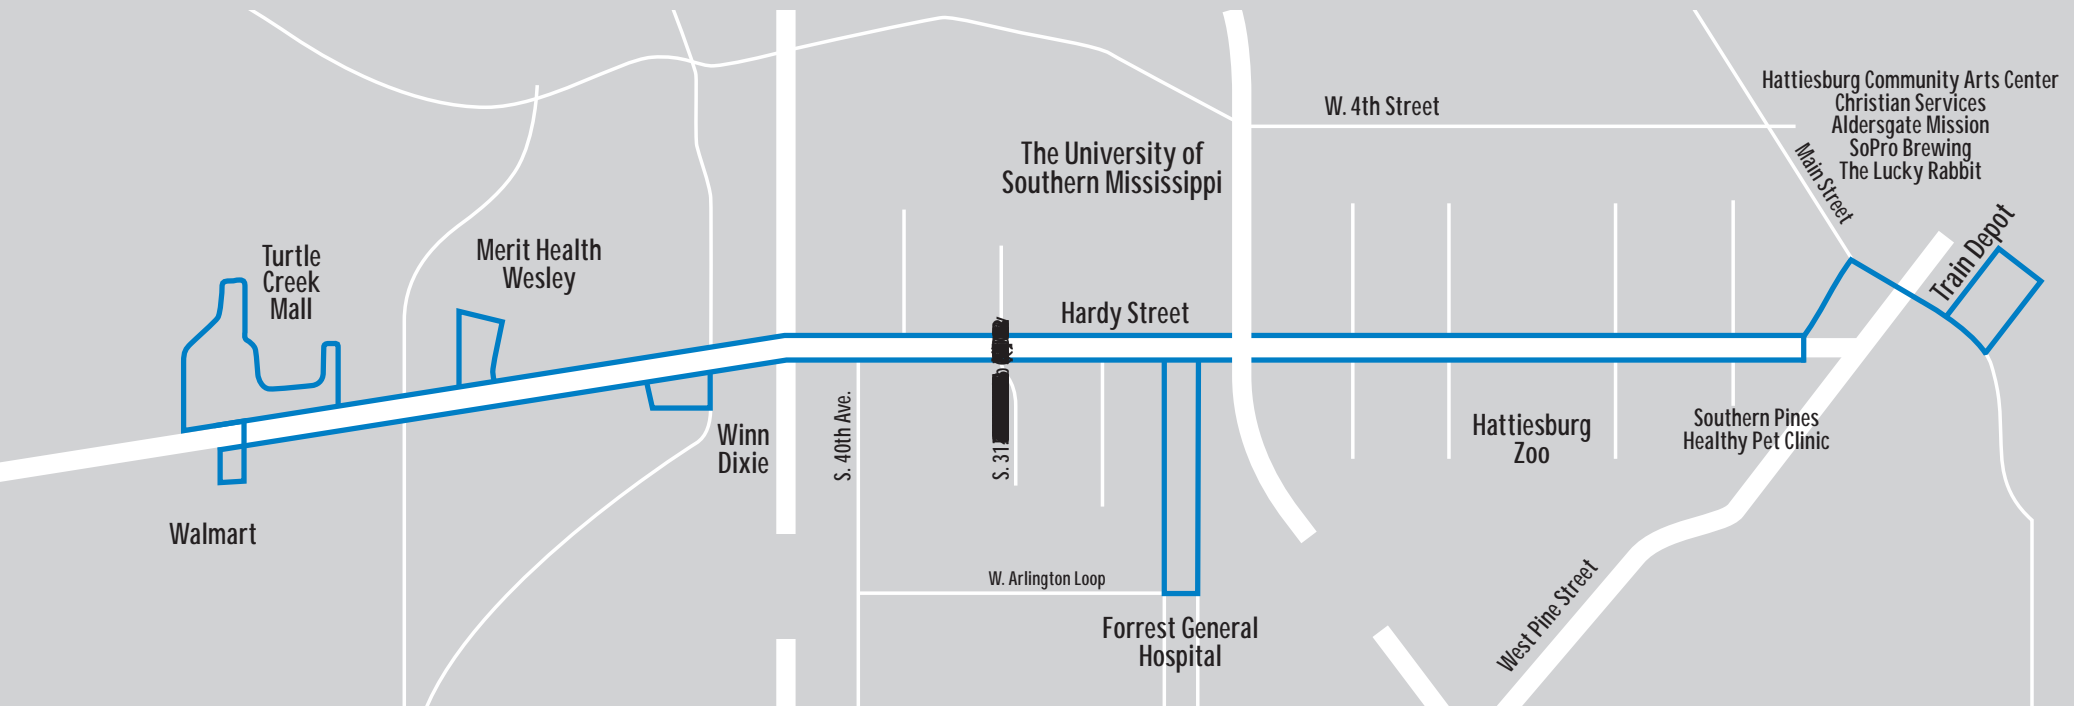 Hattiesburg Community Arts Center
Christian Services
Aldersgate Mission
SoPro Brewing
The Lucky Rabbit
W. 4th Street
Main Street
The University of
Southern Mississippi
Train Depot
Turtle
Creek
Mall
Merit Health
Wesley
Hardy Street
S. 40th Ave.
S. 31
Winn
Dixie
Hattiesburg
Zoo
Southern Pines
Healthy Pet Clinic
Walmart
W. Arlington Loop
Forrest General
Hospital
West Pine Street